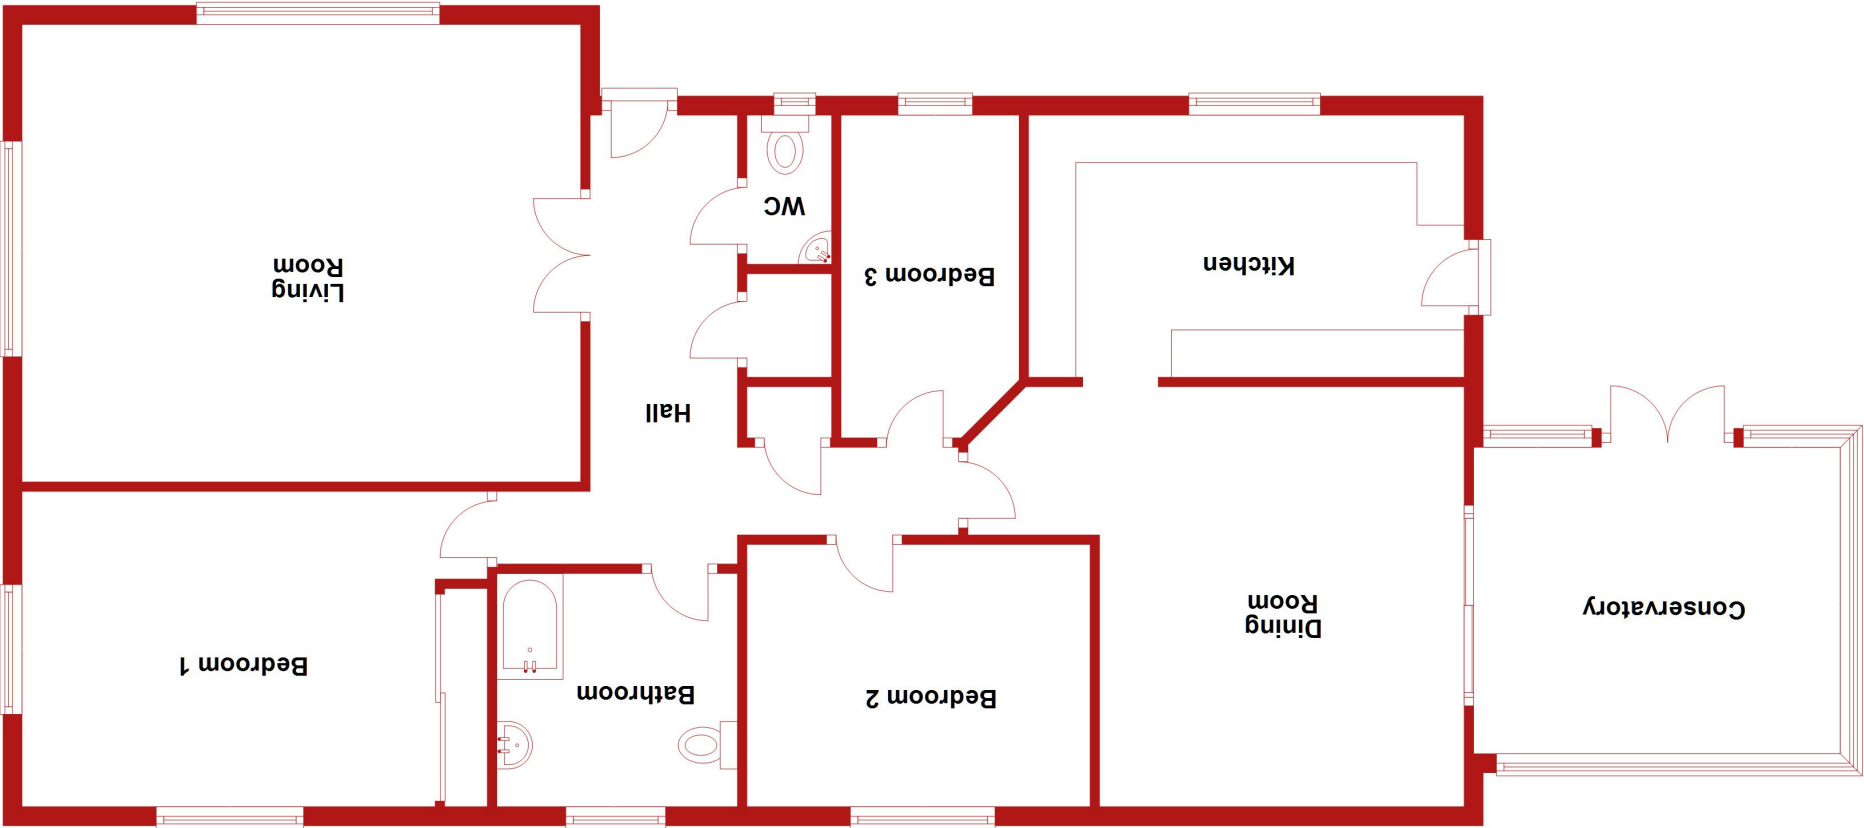 Conservatory
Dining
Room
Bedroom 2
Bathroom
Bedroom 1
Kitchen
Bedroom 3
WC
Hall
Living
Room